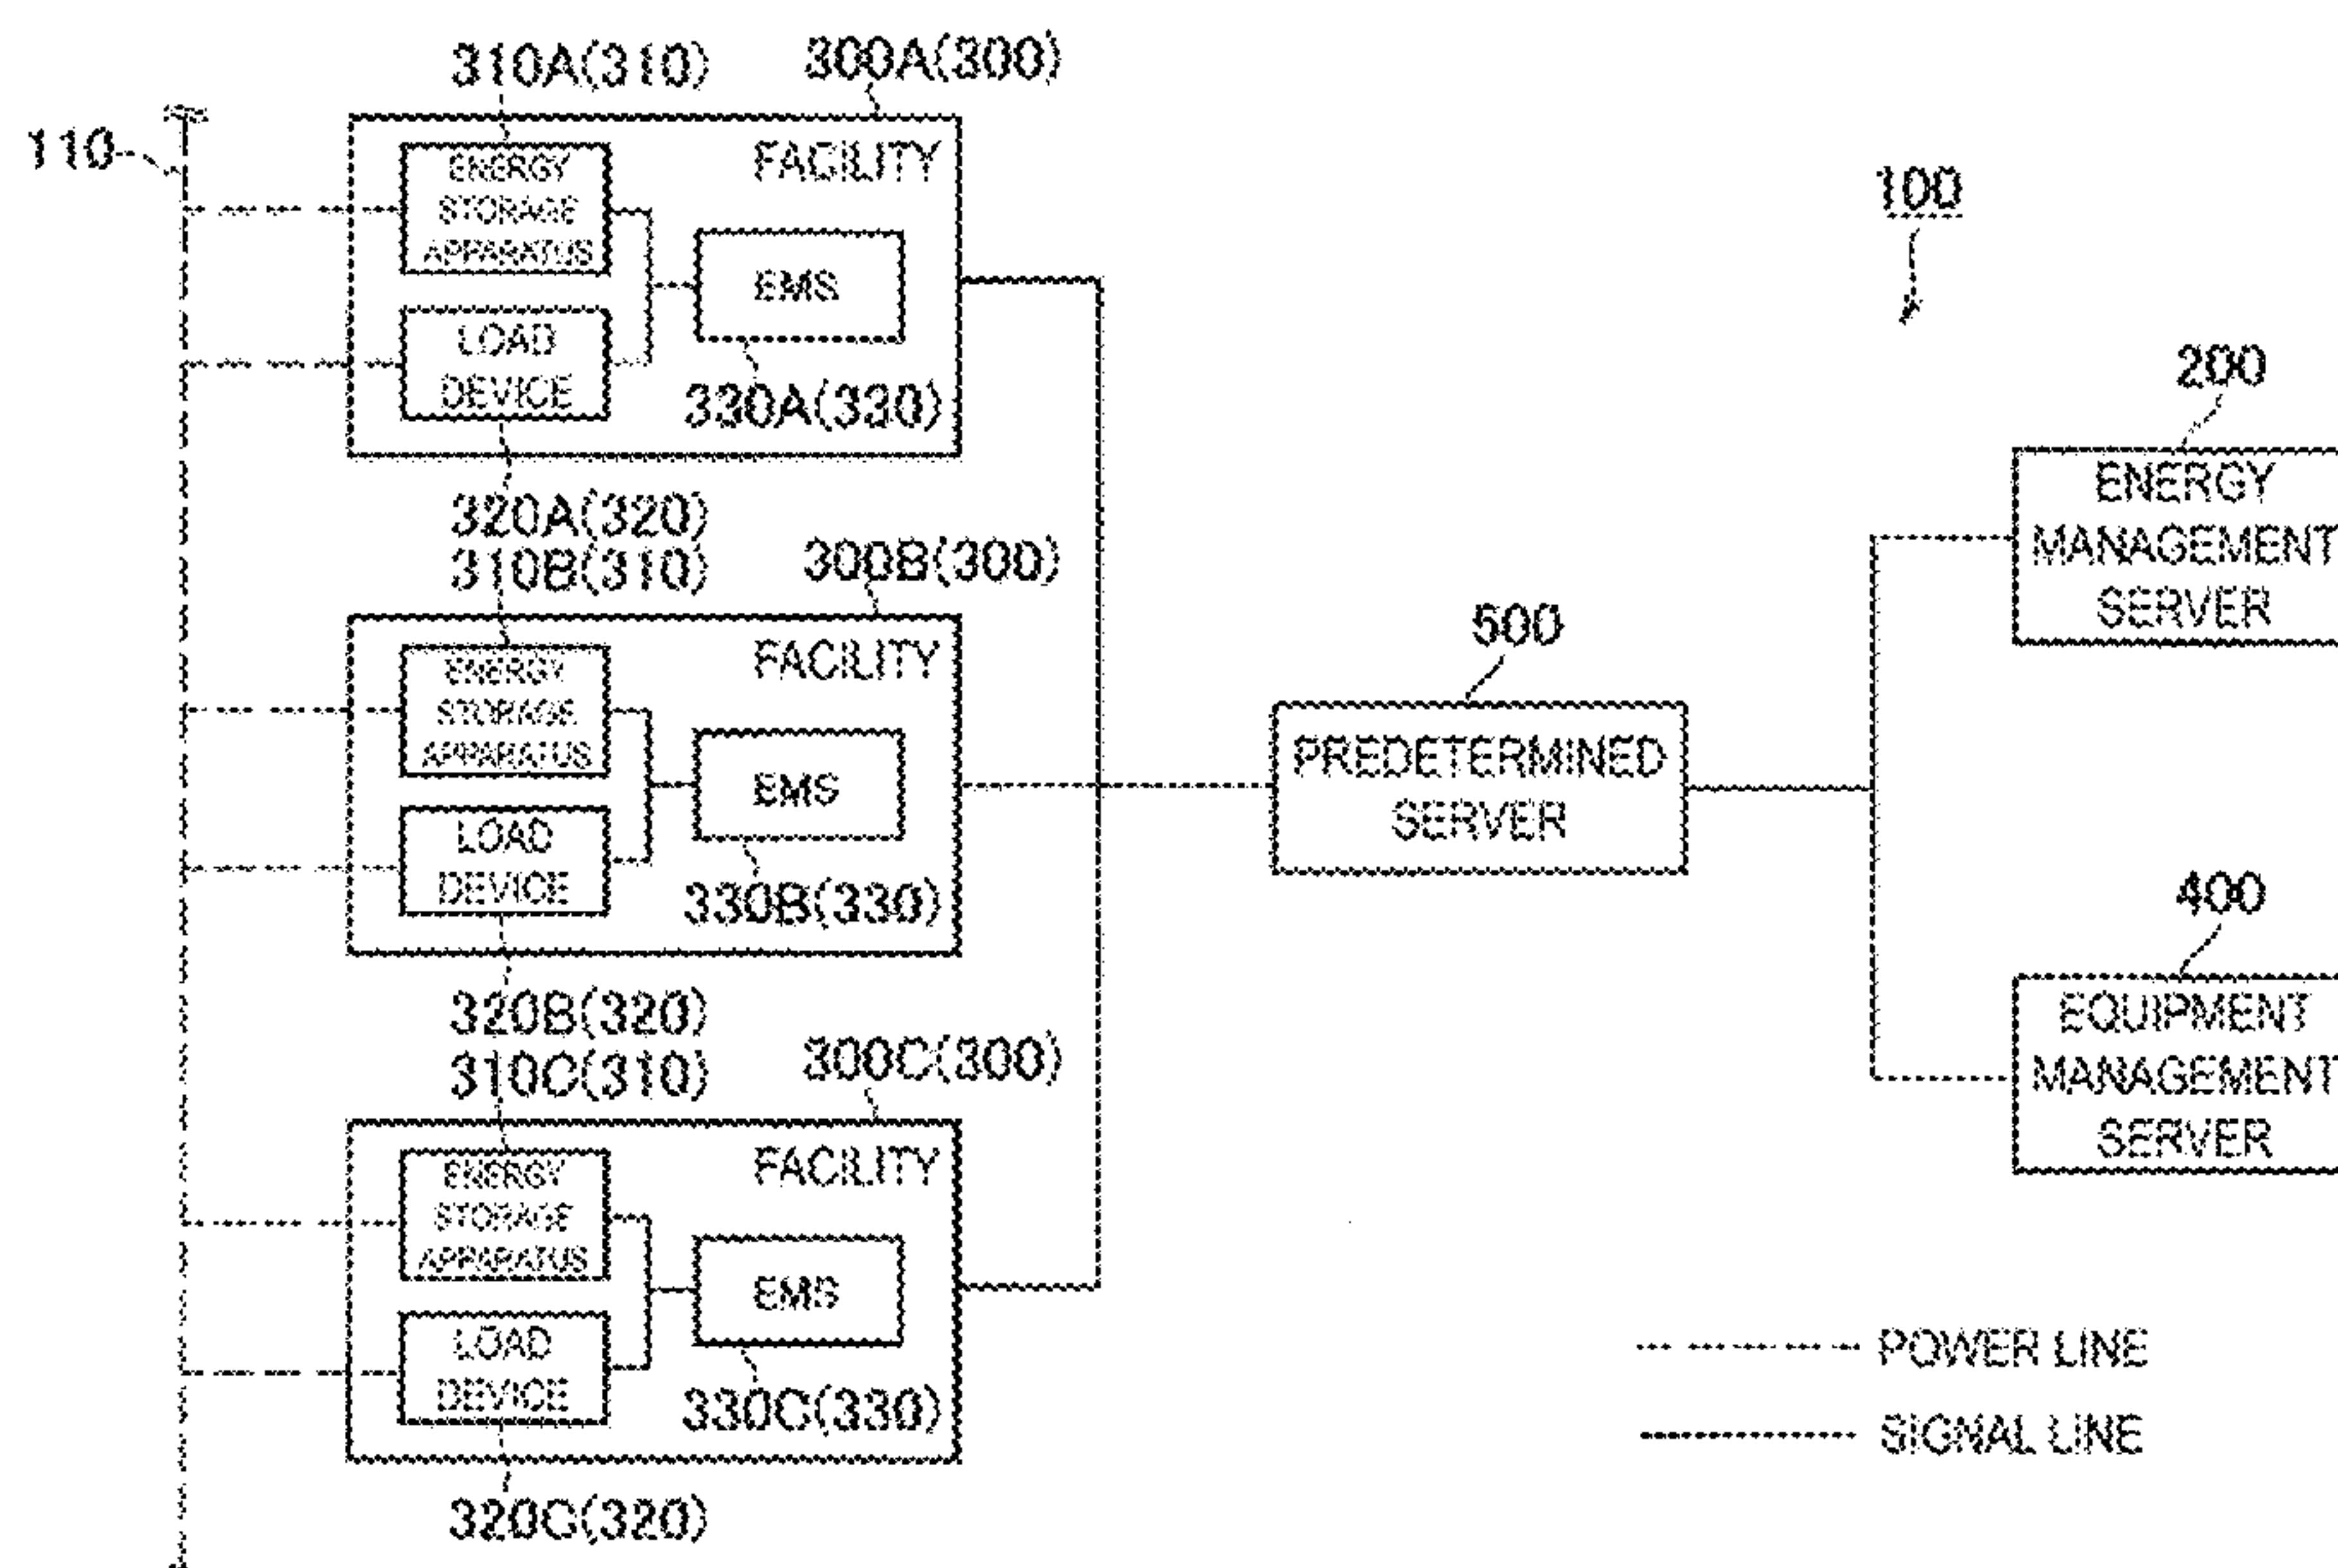 310A(310)
300A(300)
110
FACILITY
ENERGY
STORAGE
APPARATUS
EMS
LOAD
DEVICE
330A(330)
320A(320)
100
200
ENERGY
MANAGEMENT
SERVER
310B(310)
300B(300)
FACILITY
ENERGY
STORAGE
APPARATUS
EMS
LOAD
DEVICE
330B(330)
320B(320)
500
PREDETERMINED
SERVER
400
EQUIPMENT
MANAGEMENT
SERVER
310C(310)
300C(300)
FACILITY
ENERGY
STORAGE
APPARATUS
EMS
LOAD
DEVICE
330C(330)
320C(320)
POWER LINE
SIGNAL LINE